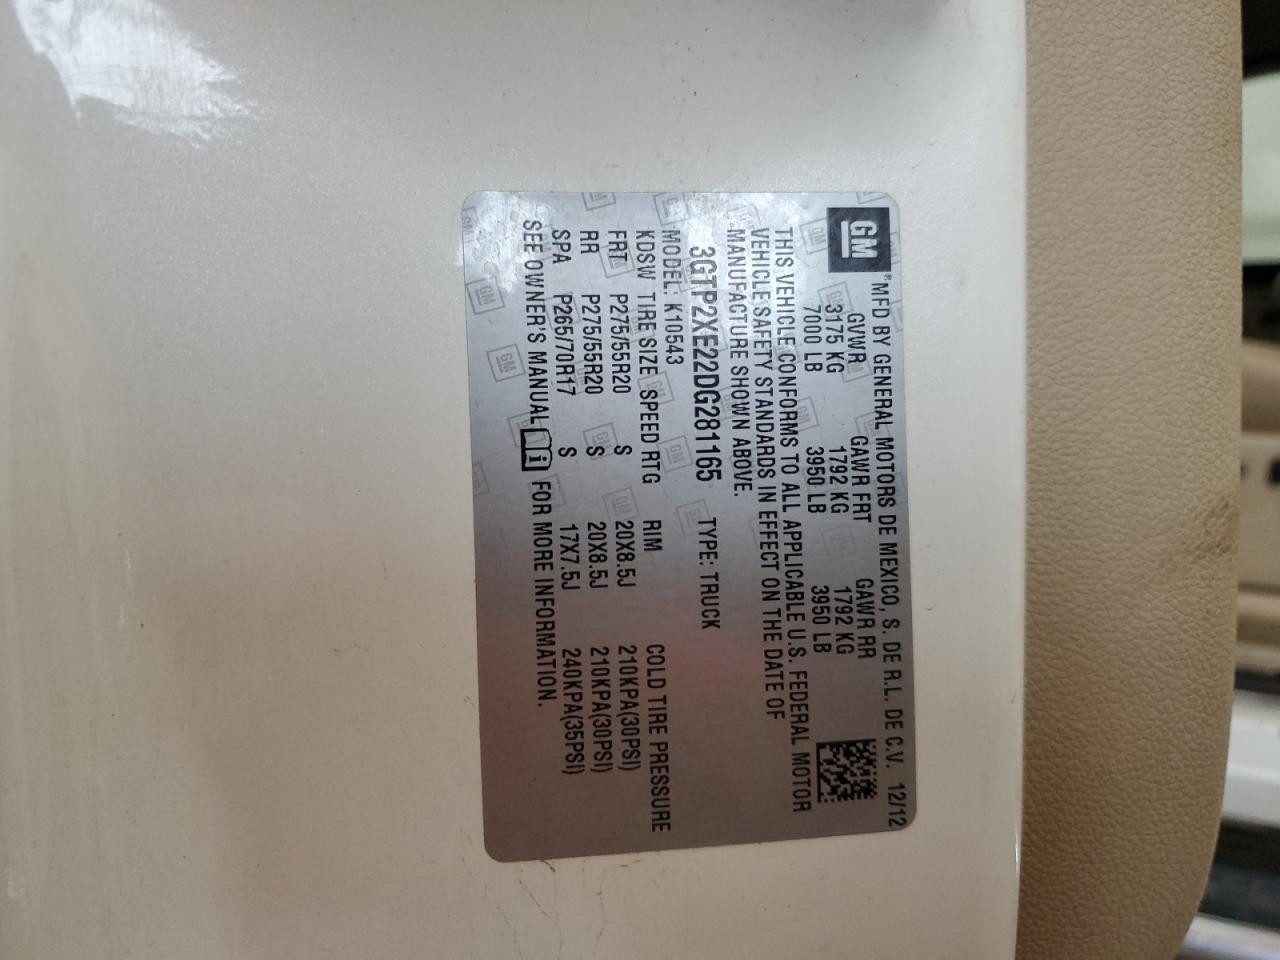 GM
® MFD BY GENERAL MOTORS DE MEXICO, S. DE R.L. DE C.V. 12/12
GVWR GAWR FRT GAWR RR
3175 KG 1792 KG 1792 KG
7000 LB 3950 LB 3950 LB
THIS VEHICLE CONFORMS TO ALL APPLICABLE U.S. FEDERAL MOTOR
VEHICLE SAFETY STANDARDS IN EFFECT ON THE DATE OF
MANUFACTURE SHOWN ABOVE.
3GTP2XE22DG281165 TYPE: TRUCK
MODEL: K10543
KDSW TIRE SIZE SPEED RTG RIM COLD TIRE PRESSURE
FRT P275/55R20 S 20X8.5J 210KPA(30PSI)
RR P275/55R20 S 20X8.5J 210KPA(30PSI)
SPA P265/70R17 S 17X7.5J 240KPA(35PSI)
SEE OWNER'S MANUAL i FOR MORE INFORMATION.